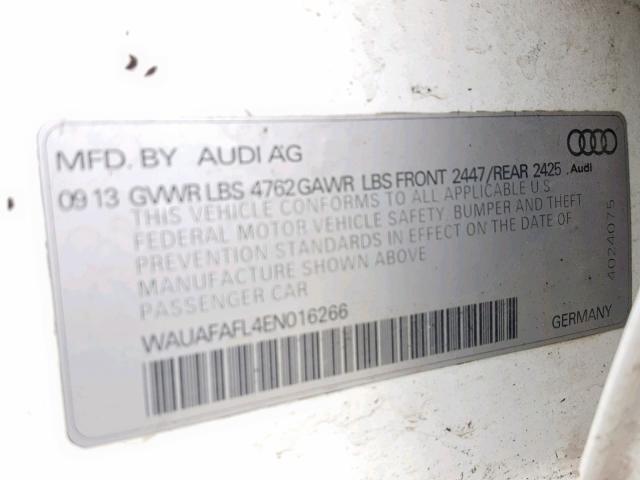 MFD. BY AUDI AG
09 13 GVWR LBS 4762 GAWR LBS FRONT 2447/REAR 2425
Audi
THIS VEHICLE CONFORMS TO ALL APPLICABLE U.S
FEDERAL MOTOR VEHICLE SAFETY, BUMPER AND THEFT
PREVENTION STANDARDS IN EFFECT ON THE DATE OF
MANUFACTURE SHOWN ABOVE
PASSENGER CAR
WAUAFAFL4EN016266
GERMANY
4024075